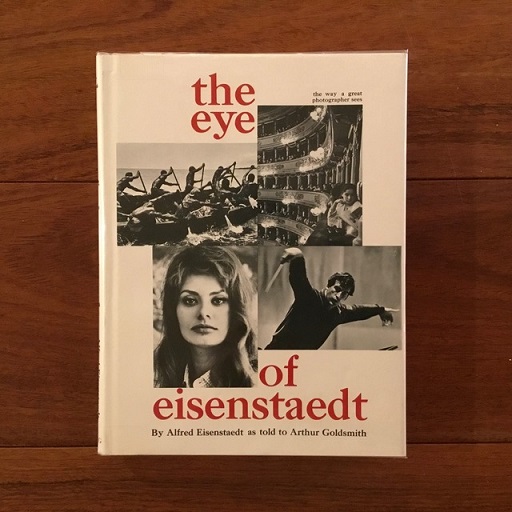 the
eye
the way a great
photographer sees
of
eisenstaedt
By Alfred Eisenstaedt as told to Arthur Goldsmith